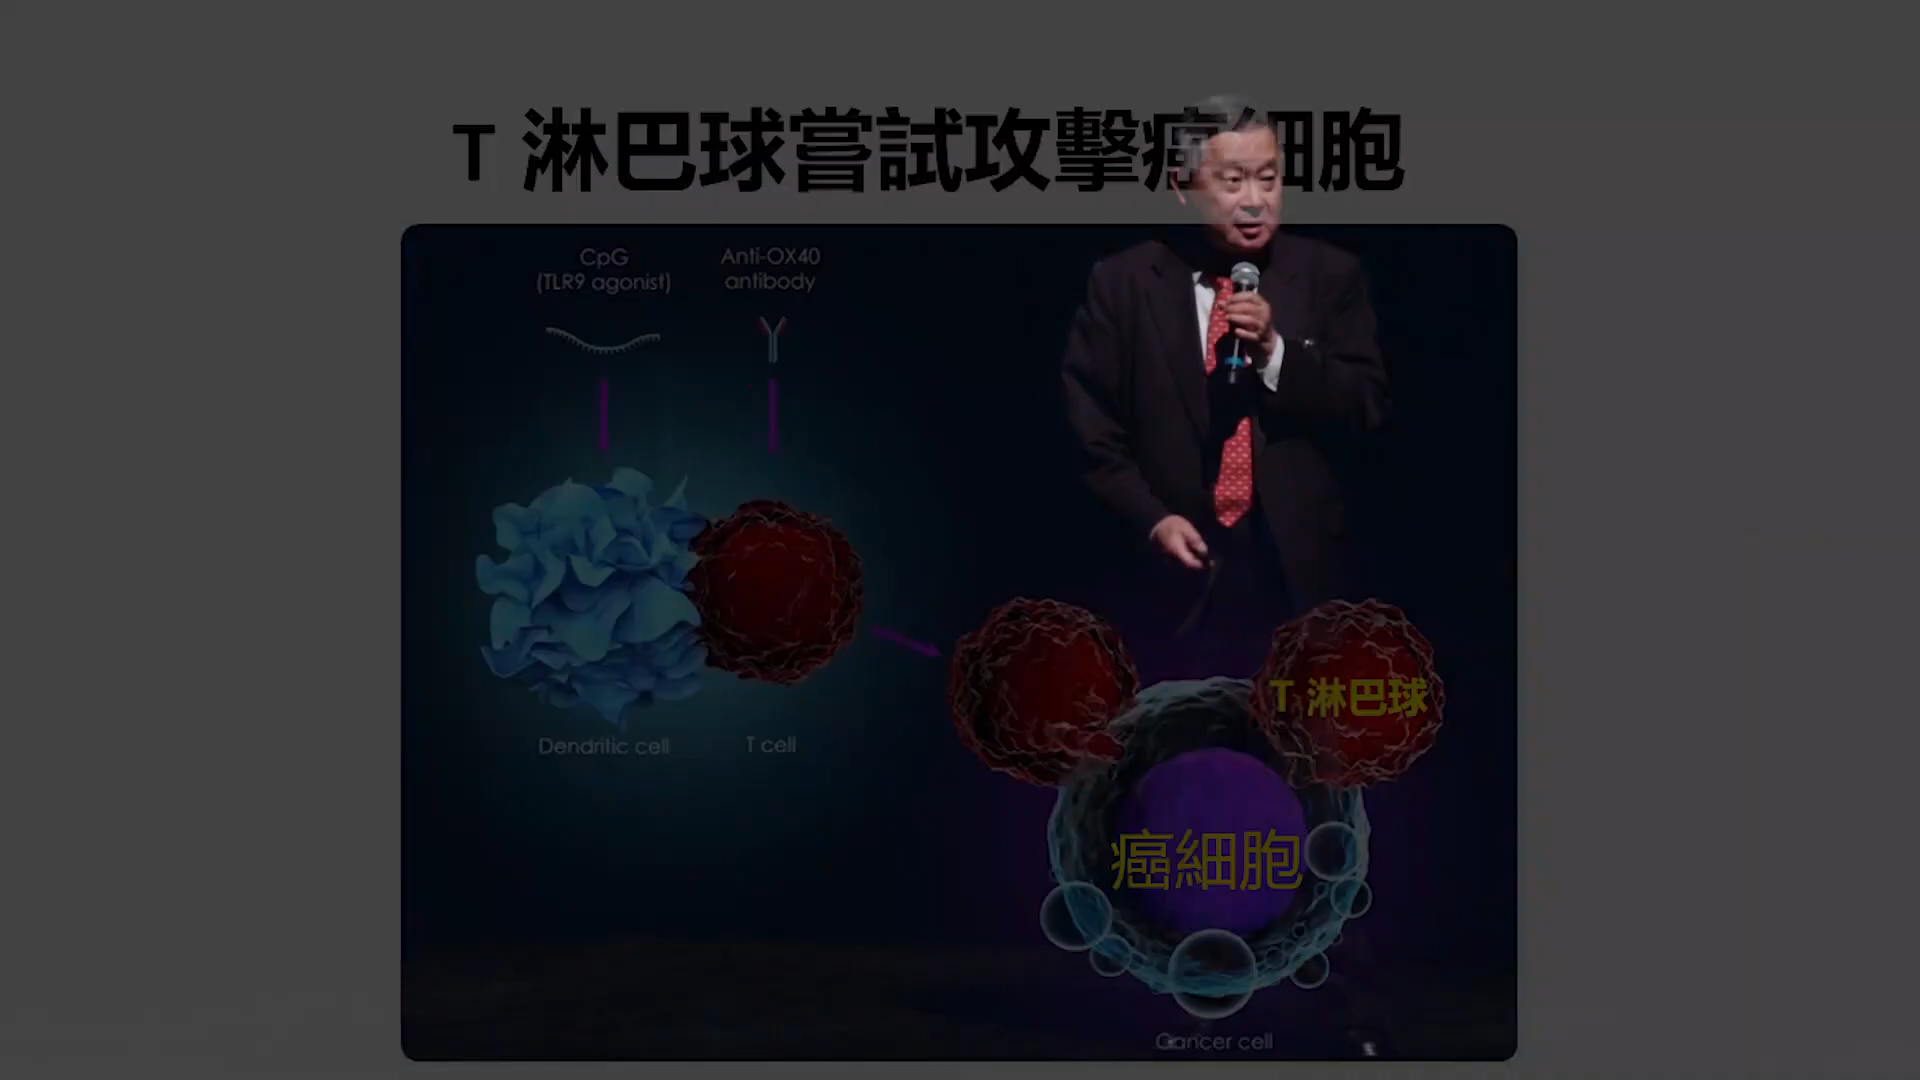 T 淋巴球嘗試攻擊癌細胞
CpG
(TLR9 agonist)
Anti-OX40
antibody
Dendritic cell
T cell
T 淋巴球
癌細胞
Cancer cell